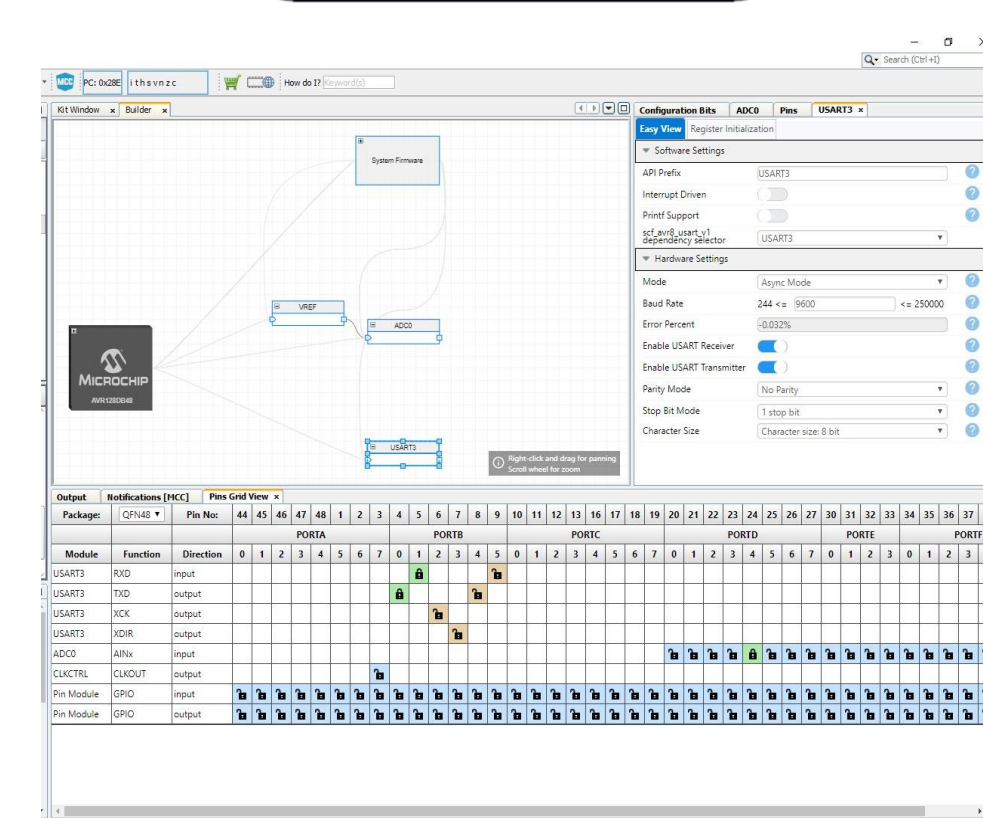 Search (Ctrl+I)
MCC PC: 0x28E i t h s v n z c How do I? Keyword(s)
Kit Window Builder
System Firmware
VREF
ADC0
MICROCHIP
AVR128DB48
USART3
Right-click and drag for panning
Scroll wheel for zoom
Configuration Bits ADC0 Pins USART3
Easy View Register Initialization
Software Settings
API Prefix USART3
Interrupt Driven
Printf Support
scf_avr8_usart_v1
dependency selector USART3
Hardware Settings
Mode Async Mode
Baud Rate 244 <= 9600 <= 250000
Error Percent -0.032%
Enable USART Receiver
Enable USART Transmitter
Parity Mode No Parity
Stop Bit Mode 1 stop bit
Character Size Character size: 8 bit
Output Notifications [MCC] Pins Grid View
Package: QFN48 Pin No: 44 45 46 47 48 1 2 3 4 5 6 7 8 9 10 11 12 13 16 17 18 19 20 21 22 23 24 25 26 27 30 31 32 33 34 35 36 37
PORTA PORTB PORTC PORTD PORTE PORTF
Module Function Direction 0 1 2 3 4 5 6 7 0 1 2 3 4 5 0 1 2 3 4 5 6 7 0 1 2 3 4 5 6 7 0 1 2 3 0 1 2 3
USART3 RXD input
USART3 TXD output
USART3 XCK output
USART3 XDIR output
ADC0 AINx input
CLKCTRL CLKOUT output
Pin Module GPIO input
Pin Module GPIO output